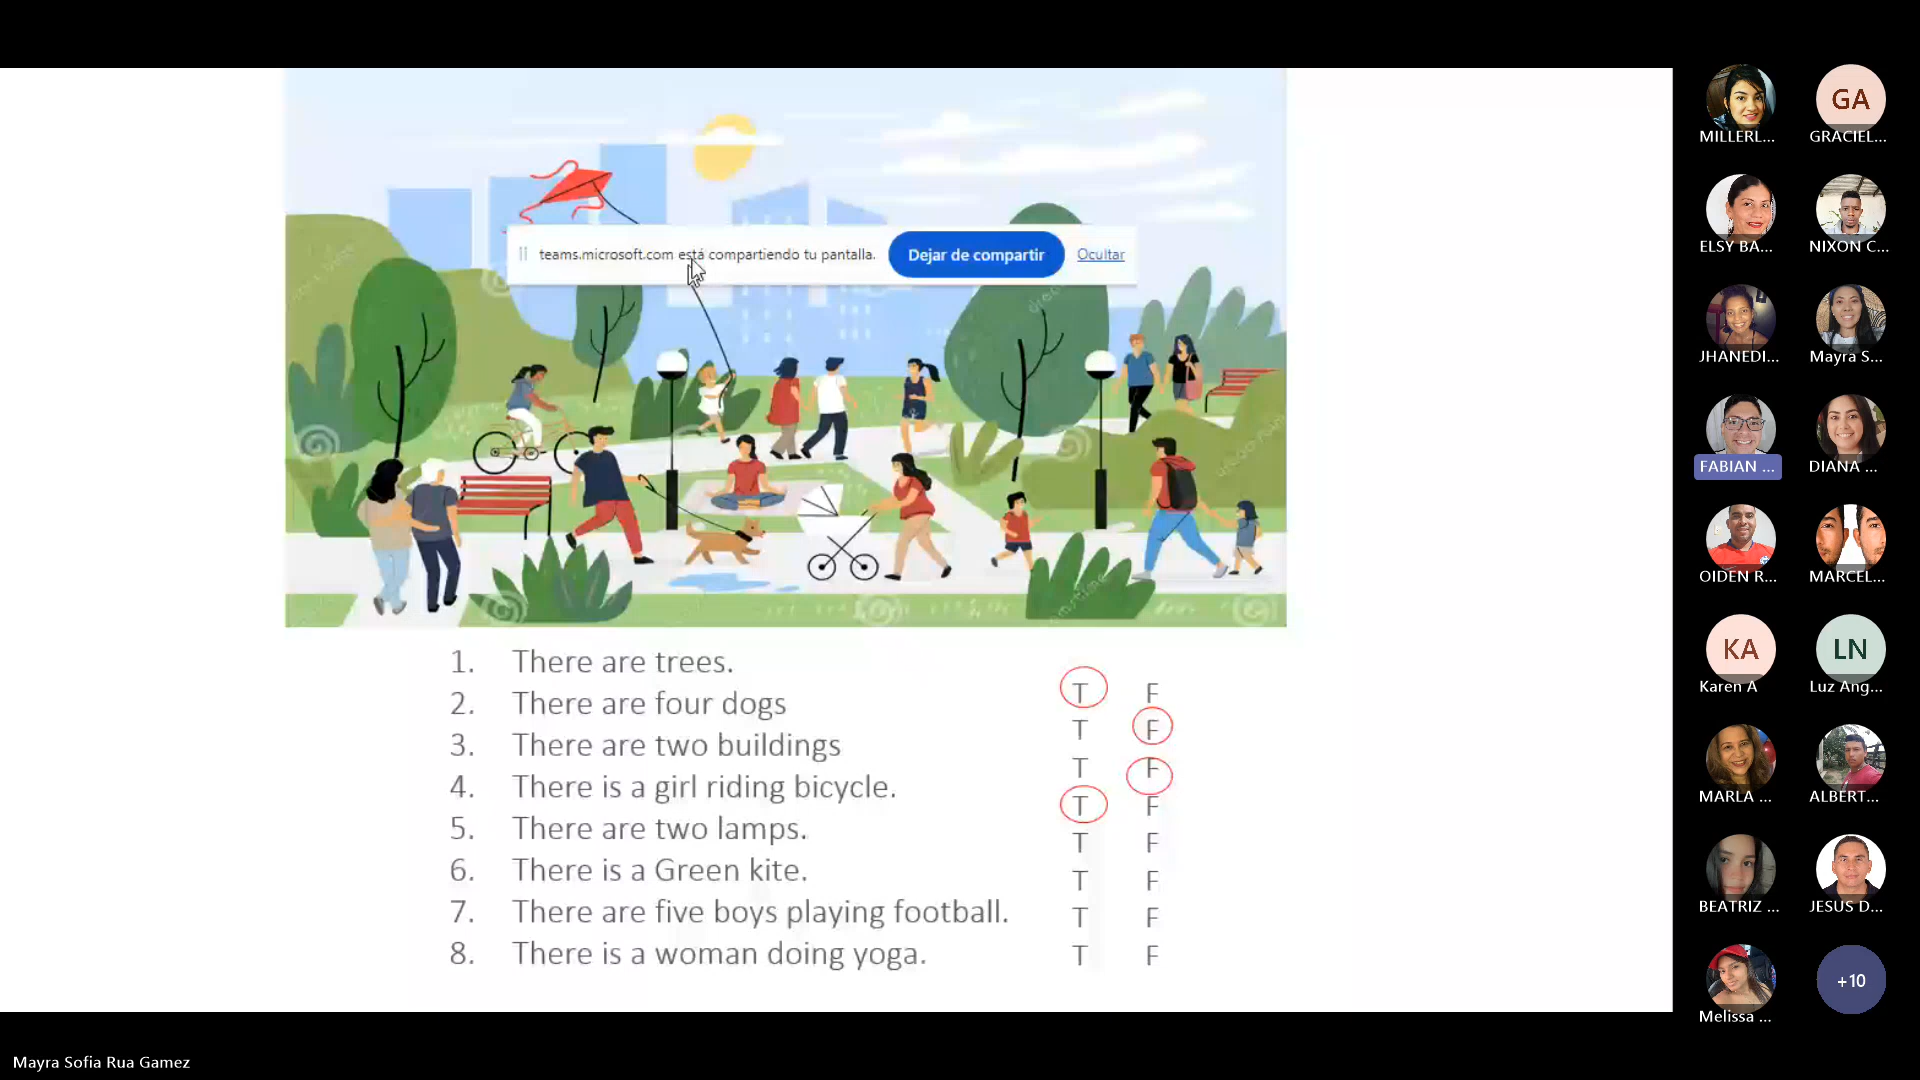 teams.microsoft.com está compartiendo tu pantalla. Dejar de compartir Ocultar
1. There are trees. T F
2. There are four dogs T F
3. There are two buildings T F
4. There is a girl riding bicycle. T F
5. There are two lamps. T F
6. There is a Green kite. T F
7. There are five boys playing football. T F
8. There is a woman doing yoga. T F
GA
MILLERL... GRACIEL...
ELSY BA... NIXON C...
JHANEDI... Mayra S...
FABIAN ... DIANA ...
OIDEN R... MARCEL...
KA LN
Karen A Luz Ang...
MARLA ... ALBERT...
BEATRIZ ... JESUS D...
+10
Melissa ...
Mayra Sofia Rua Gamez